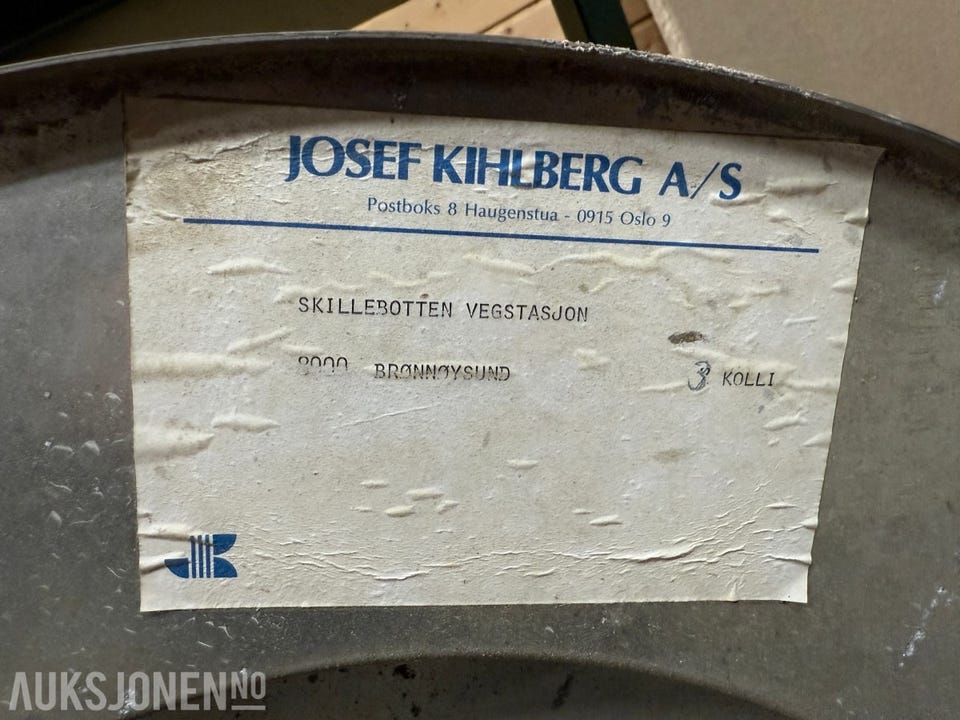 JOSEF KIHLBERG A/S
Postboks 8 Haugenstua - 0915 Oslo 9
SKILLEBOTTEN VEGSTASJON
BRØNNØYSUND 3 KOLLI
AUKSJONEN NO